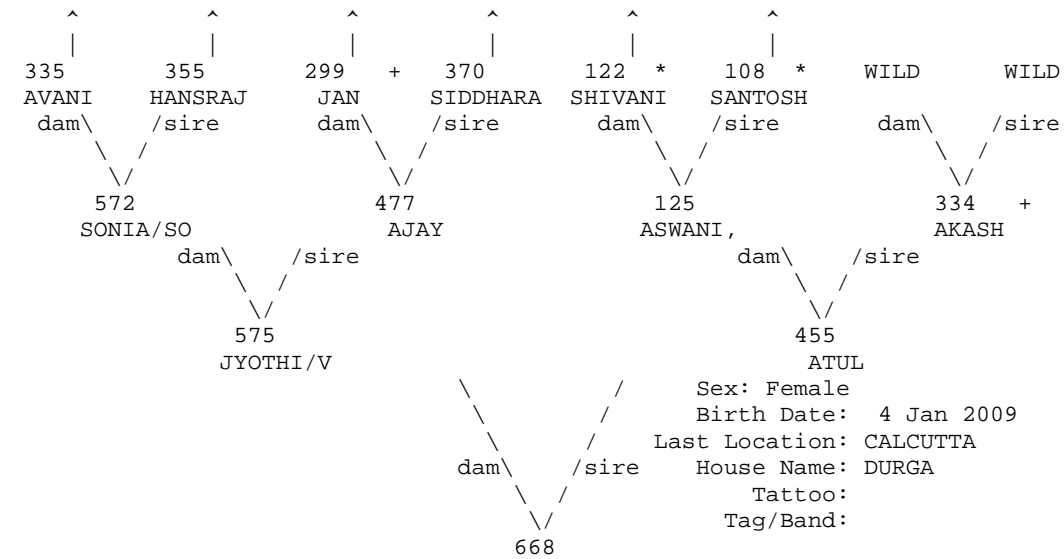 ^ ^ ^ ^ ^ ^
| | | | | |
335 355 299 + 370 122 * 108 * WILD WILD
AVANI HANSRAJ JAN SIDDHARA SHIVANI SANTOSH
dam\ /sire dam\ /sire dam\ /sire dam\ /sire
\ / \ / \ / \ /
\/ \/ \/ \/
572 477 125 334 +
SONIA/SO AJAY ASWANI, AKASH
dam\ /sire dam\ /sire
\ / \ /
\/ \/
575 455
JYOTHI/V ATUL
\ / Sex: Female
\ / Birth Date: 4 Jan 2009
\ / Last Location: CALCUTTA
dam\ /sire House Name: DURGA
\ / Tattoo:
\/ Tag/Band:
668